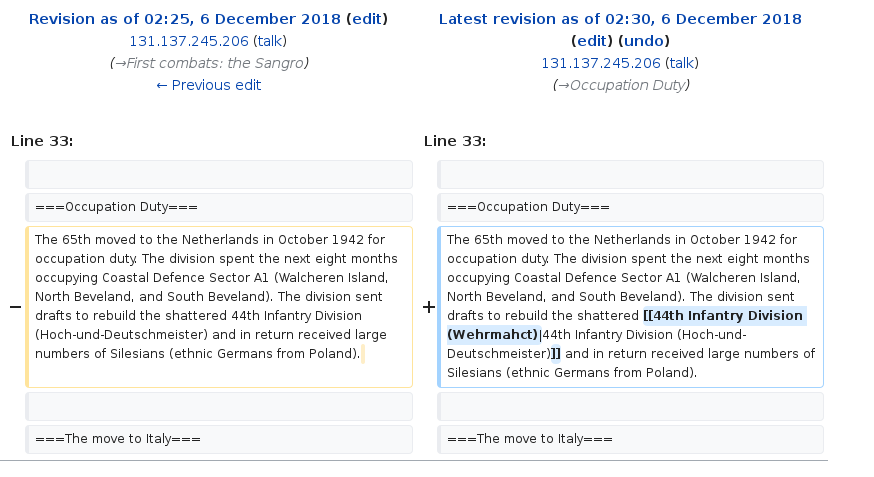 Revision as of 02:25, 6 December 2018 (edit)
131.137.245.206 (talk)
(→First combats: the Sangro)
← Previous edit
Latest revision as of 02:30, 6 December 2018
(edit) (undo)
131.137.245.206 (talk)
(→Occupation Duty)
Line 33:
Line 33:
===Occupation Duty===
===Occupation Duty===
−
The 65th moved to the Netherlands in October 1942 for
occupation duty. The division spent the next eight months
occupying Coastal Defence Sector A1 (Walcheren Island,
North Beveland, and South Beveland). The division sent
drafts to rebuild the shattered 44th Infantry Division
(Hoch-und-Deutschmeister) and in return received large
numbers of Silesians (ethnic Germans from Poland).
+
The 65th moved to the Netherlands in October 1942 for
occupation duty. The division spent the next eight months
occupying Coastal Defence Sector A1 (Walcheren Island,
North Beveland, and South Beveland). The division sent
drafts to rebuild the shattered [[44th Infantry Division
(Wehrmahct)|44th Infantry Division (Hoch-und-
Deutschmeister)]] and in return received large numbers of
Silesians (ethnic Germans from Poland).
===The move to Italy===
===The move to Italy===